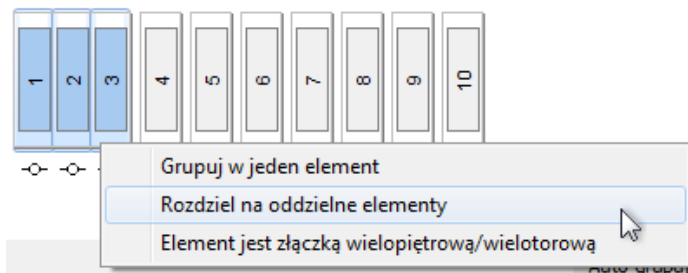 1 2 3 4 5 6 7 8 9 10
Grupuj w jeden element
Rozdziel na oddzielne elementy
Element jest złączką wielopiętrową/wielotorową